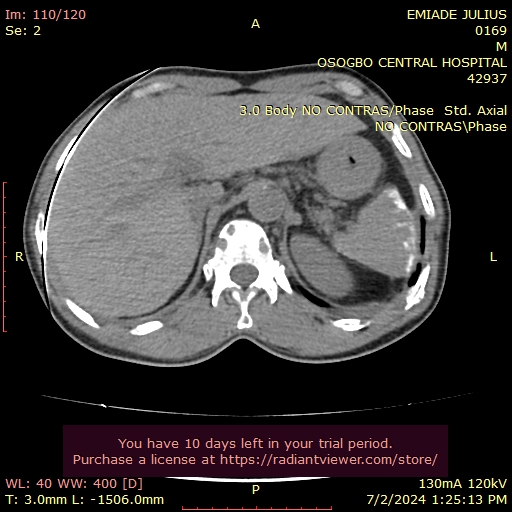 Im: 110/120
Se: 2
A
EMIADE JULIUS
0169
M
OSOGBO CENTRAL HOSPITAL
42937
3.0 Body NO CONTRAS/Phase  Std. Axial
NO CONTRAS\Phase
R
L
You have 10 days left in your trial period.
Purchase a license at https://radiantviewer.com/store/
WL: 40 WW: 400 [D]
T: 3.0mm L: -1506.0mm
P
130mA 120kV
7/2/2024 1:25:13 PM